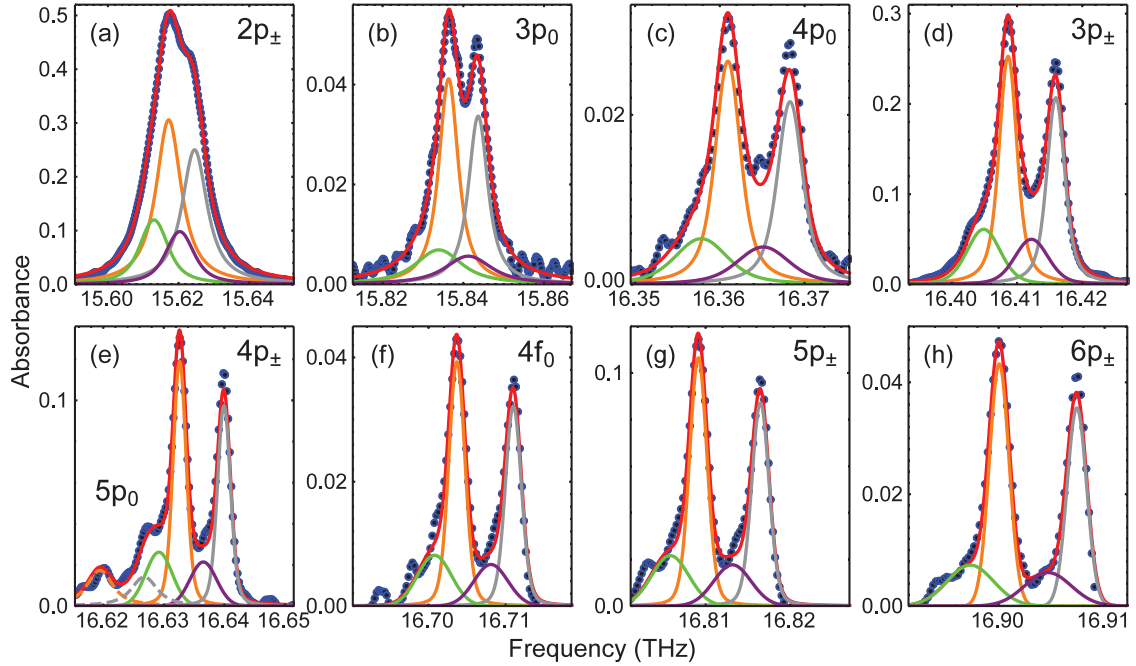 (a) 2p±
0.5
0.4
0.3
0.2
0.1
0.0
15.60 15.62 15.64
(b) 3p0
0.04
0.02
0.00
15.82 15.84 15.86
(c) 4p0
0.02
0.00
16.35 16.36 16.37
(d) 3p±
0.3
0.2
0.1
0.0
16.40 16.41 16.42
(e) 4p±
5p0
0.1
0.0
16.62 16.63 16.64 16.65
(f) 4f0
0.04
0.02
0.00
16.70 16.71
(g) 5p±
0.1
0.0
16.81 16.82
(h) 6p±
0.04
0.02
0.00
16.90 16.91
Absorbance
Frequency (THz)